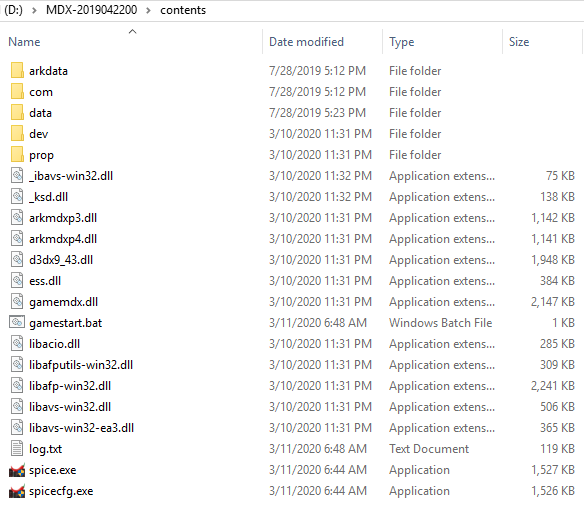 (D:) > MDX-2019042200 > contents
Name Date modified Type Size
arkdata 7/28/2019 5:12 PM File folder
com 7/28/2019 5:12 PM File folder
data 7/28/2019 5:23 PM File folder
dev 3/10/2020 11:31 PM File folder
prop 3/10/2020 11:31 PM File folder
_ibavs-win32.dll 3/10/2020 11:32 PM Application extens... 75 KB
_ksd.dll 3/10/2020 11:32 PM Application extens... 138 KB
arkmdxp3.dll 3/10/2020 11:31 PM Application extens... 1,142 KB
arkmdxp4.dll 3/10/2020 11:31 PM Application extens... 1,141 KB
d3dx9_43.dll 3/10/2020 11:31 PM Application extens... 1,948 KB
ess.dll 3/10/2020 11:31 PM Application extens... 384 KB
gamemdx.dll 3/10/2020 11:31 PM Application extens... 2,147 KB
gamestart.bat 3/11/2020 6:48 AM Windows Batch File 1 KB
libacio.dll 3/10/2020 11:31 PM Application extens... 285 KB
libafputils-win32.dll 3/10/2020 11:31 PM Application extens... 309 KB
libafp-win32.dll 3/10/2020 11:31 PM Application extens... 2,241 KB
libavs-win32.dll 3/10/2020 11:31 PM Application extens... 506 KB
libavs-win32-ea3.dll 3/10/2020 11:31 PM Application extens... 365 KB
log.txt 3/11/2020 6:48 AM Text Document 119 KB
spice.exe 3/11/2020 6:44 AM Application 1,527 KB
spicecfg.exe 3/11/2020 6:44 AM Application 1,526 KB